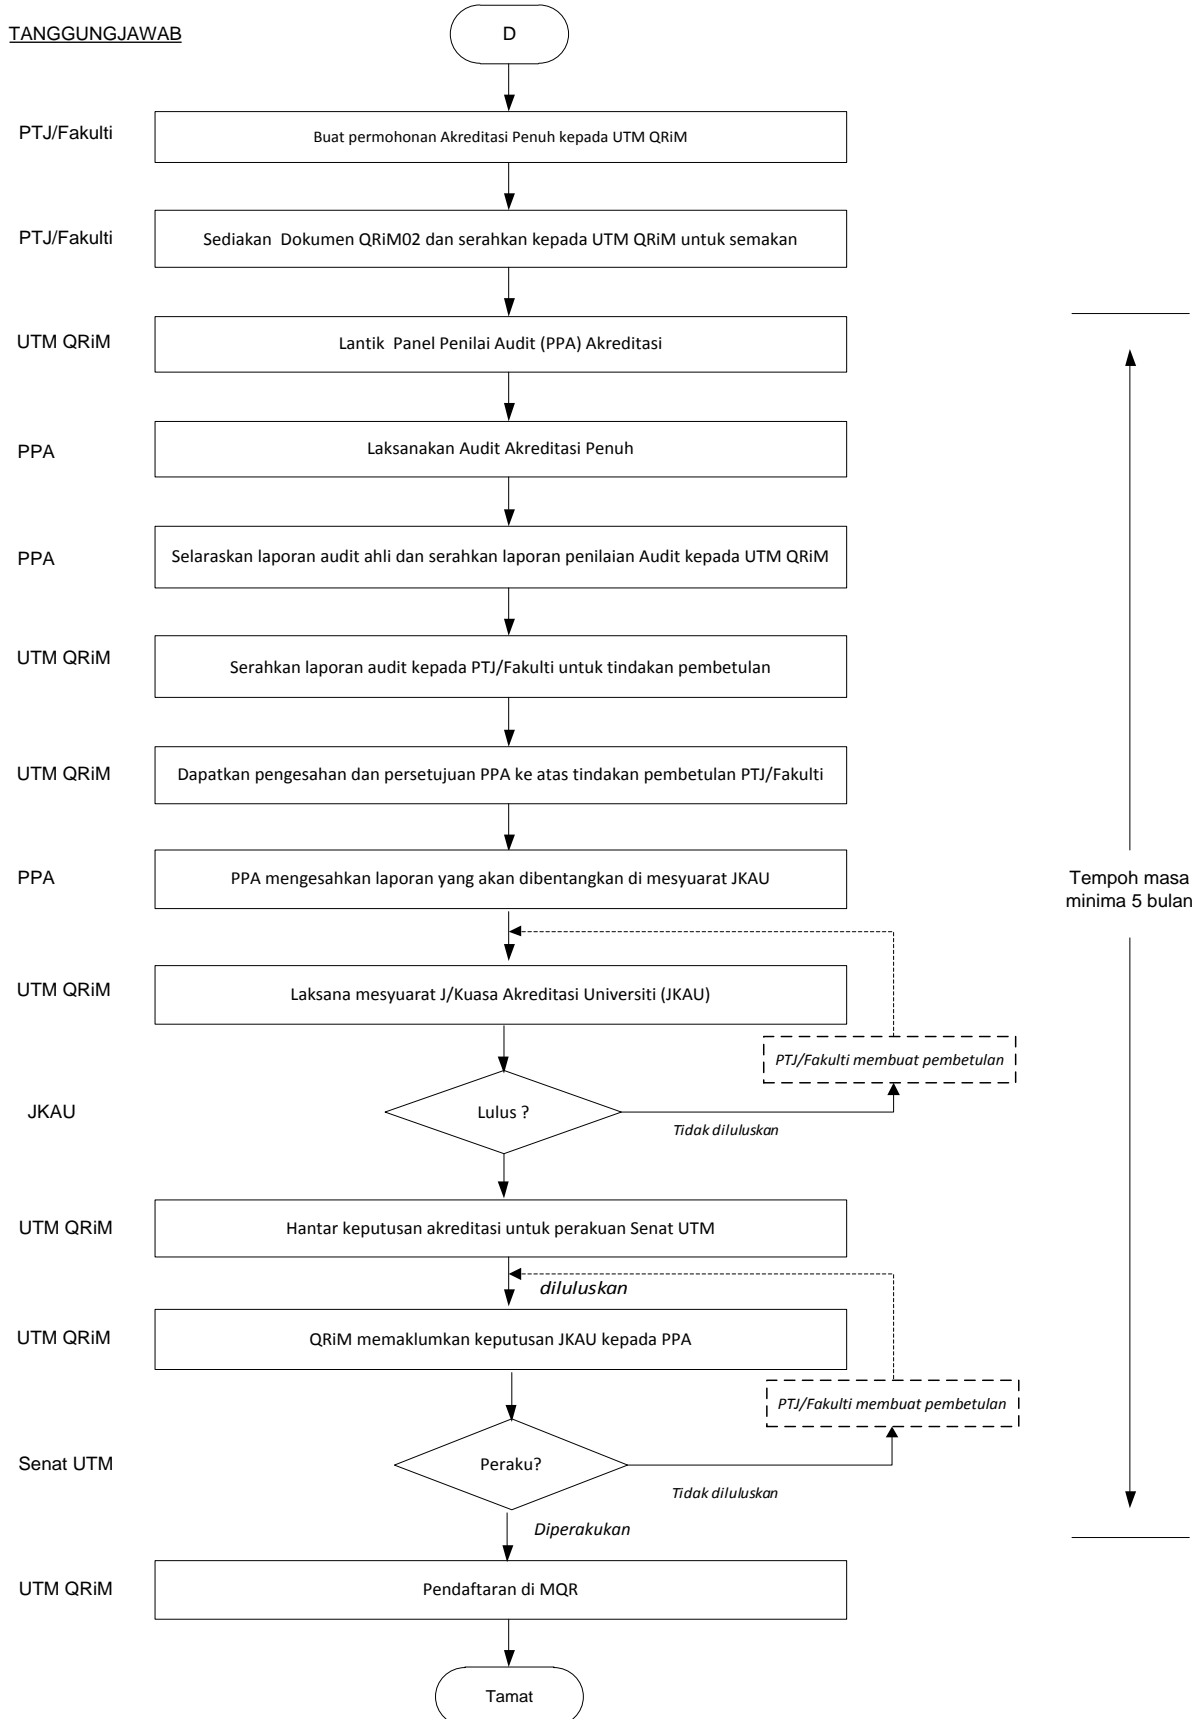 TANGGUNGJAWAB
D
PTJ/Fakulti
Buat permohonan Akreditasi Penuh kepada UTM QRiM
PTJ/Fakulti
Sediakan Dokumen QRiM02 dan serahkan kepada UTM QRiM untuk semakan
UTM QRiM
Lantik Panel Penilai Audit (PPA) Akreditasi
PPA
Laksanakan Audit Akreditasi Penuh
PPA
Selaraskan laporan audit ahli dan serahkan laporan penilaian Audit kepada UTM QRiM
UTM QRiM
Serahkan laporan audit kepada PTJ/Fakulti untuk tindakan pembetulan
UTM QRiM
Dapatkan pengesahan dan persetujuan PPA ke atas tindakan pembetulan PTJ/Fakulti
PPA
PPA mengesahkan laporan yang akan dibentangkan di mesyuarat JKAU
Tempoh masa
minima 5 bulan
UTM QRiM
Laksana mesyuarat J/Kuasa Akreditasi Universiti (JKAU)
PTJ/Fakulti membuat pembetulan
JKAU
Lulus ?
Tidak diluluskan
UTM QRiM
Hantar keputusan akreditasi untuk perakuan Senat UTM
diluluskan
UTM QRiM
QRiM memaklumkan keputusan JKAU kepada PPA
PTJ/Fakulti membuat pembetulan
Senat UTM
Peraku?
Tidak diluluskan
Diperakukan
UTM QRiM
Pendaftaran di MQR
Tamat